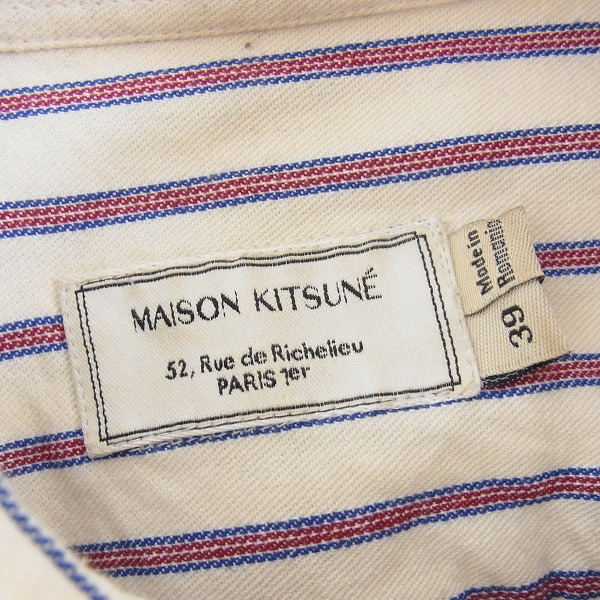 MAISON KITSUNÉ
52, Rue de Richelieu
PARIS 1er
Made in
Romania
39